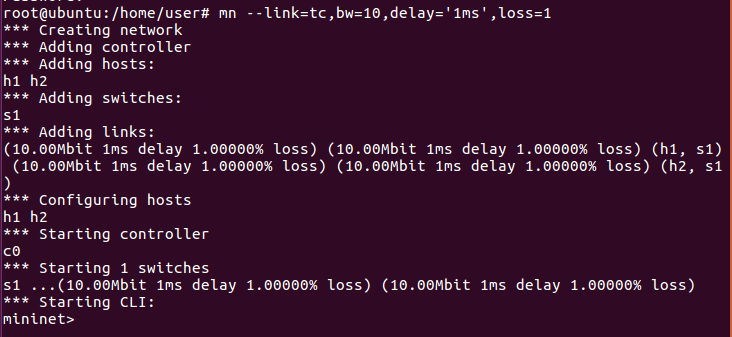 root@ubuntu:/home/user# mn --link=tc,bw=10,delay='1ms',loss=1
*** Creating network
*** Adding controller
*** Adding hosts:
h1 h2
*** Adding switches:
s1
*** Adding links:
(10.00Mbit 1ms delay 1.00000% loss) (10.00Mbit 1ms delay 1.00000% loss) (h1, s1)
 (10.00Mbit 1ms delay 1.00000% loss) (10.00Mbit 1ms delay 1.00000% loss) (h2, s1
)
*** Configuring hosts
h1 h2
*** Starting controller
c0
*** Starting 1 switches
s1 ...(10.00Mbit 1ms delay 1.00000% loss) (10.00Mbit 1ms delay 1.00000% loss)
*** Starting CLI:
mininet>